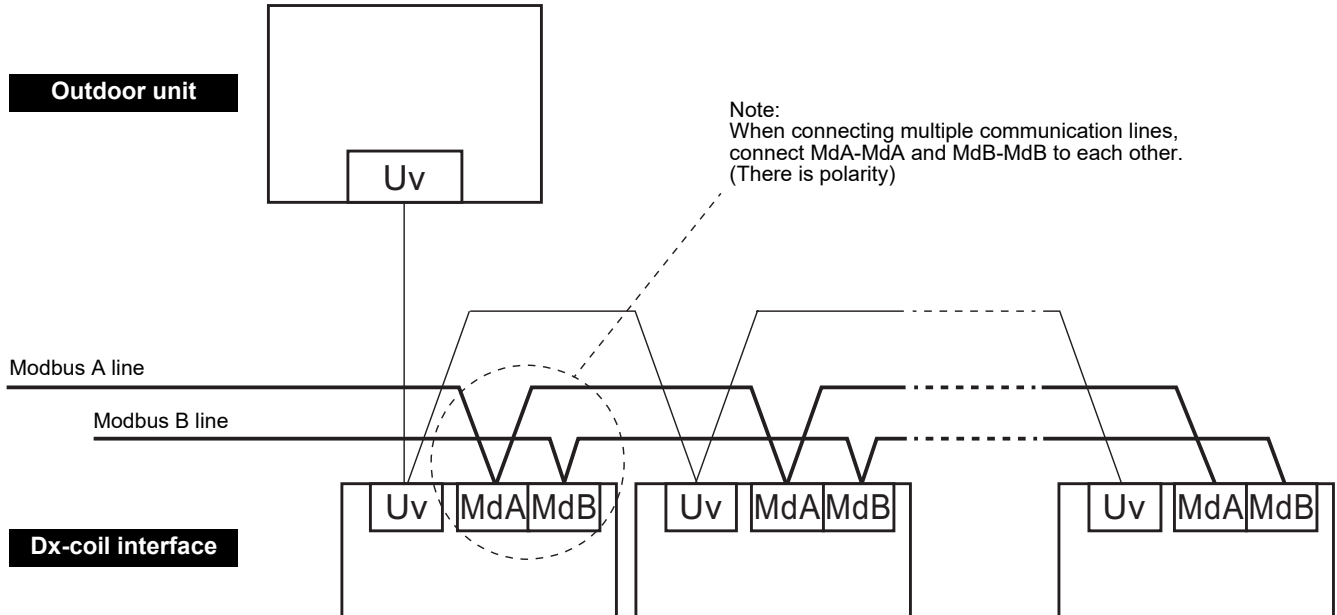 Outdoor unit
Uv
Note:
When connecting multiple communication lines,
connect MdA-MdA and MdB-MdB to each other.
(There is polarity)
Modbus A line
Modbus B line
Uv MdA MdB Uv MdA MdB Uv MdA MdB
Dx-coil interface